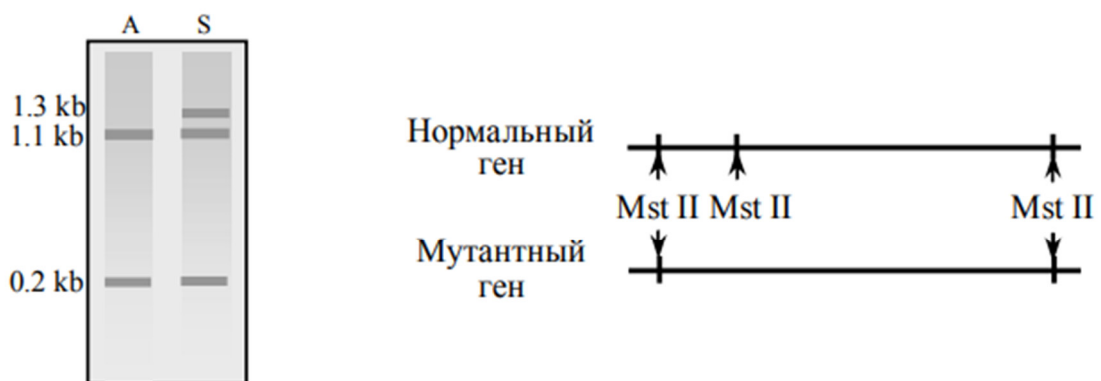 A S
1.3 kb
1.1 kb
0.2 kb
Нормальный
ген
Mst II Mst II Mst II
Мутантный
ген